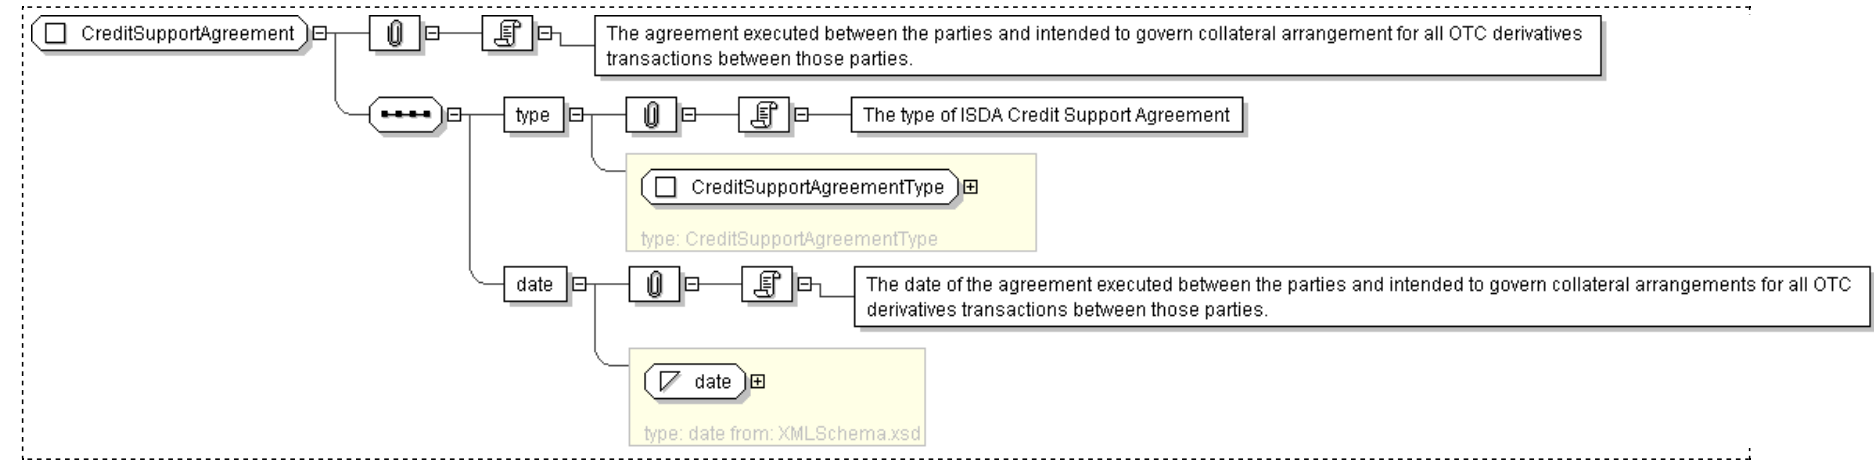 CreditSupportAgreement
The agreement executed between the parties and intended to govern collateral arrangement for all OTC derivatives
transactions between those parties.
type
The type of ISDA Credit Support Agreement
CreditSupportAgreementType
type: CreditSupportAgreementType
date
The date of the agreement executed between the parties and intended to govern collateral arrangements for all OTC
derivatives transactions between those parties.
date
type: date from: XMLSchema.xsd